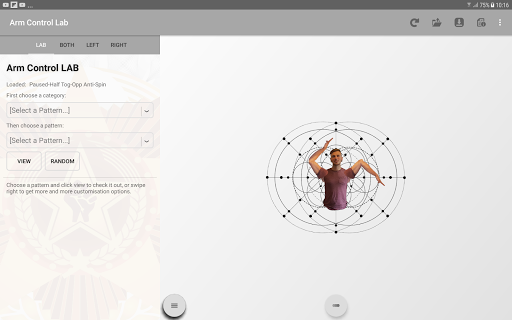 ...
75%
10:16
Arm Control Lab
LAB BOTH LEFT RIGHT
Arm Control LAB
Loaded: Paused-Half Tog-Opp Anti-Spin
First choose a category:
[Select a Pattern...]
Then choose a pattern:
[Select a Pattern...]
VIEW RANDOM
Choose a pattern and click view to check it out, or swipe
right to get more and more customisation options.